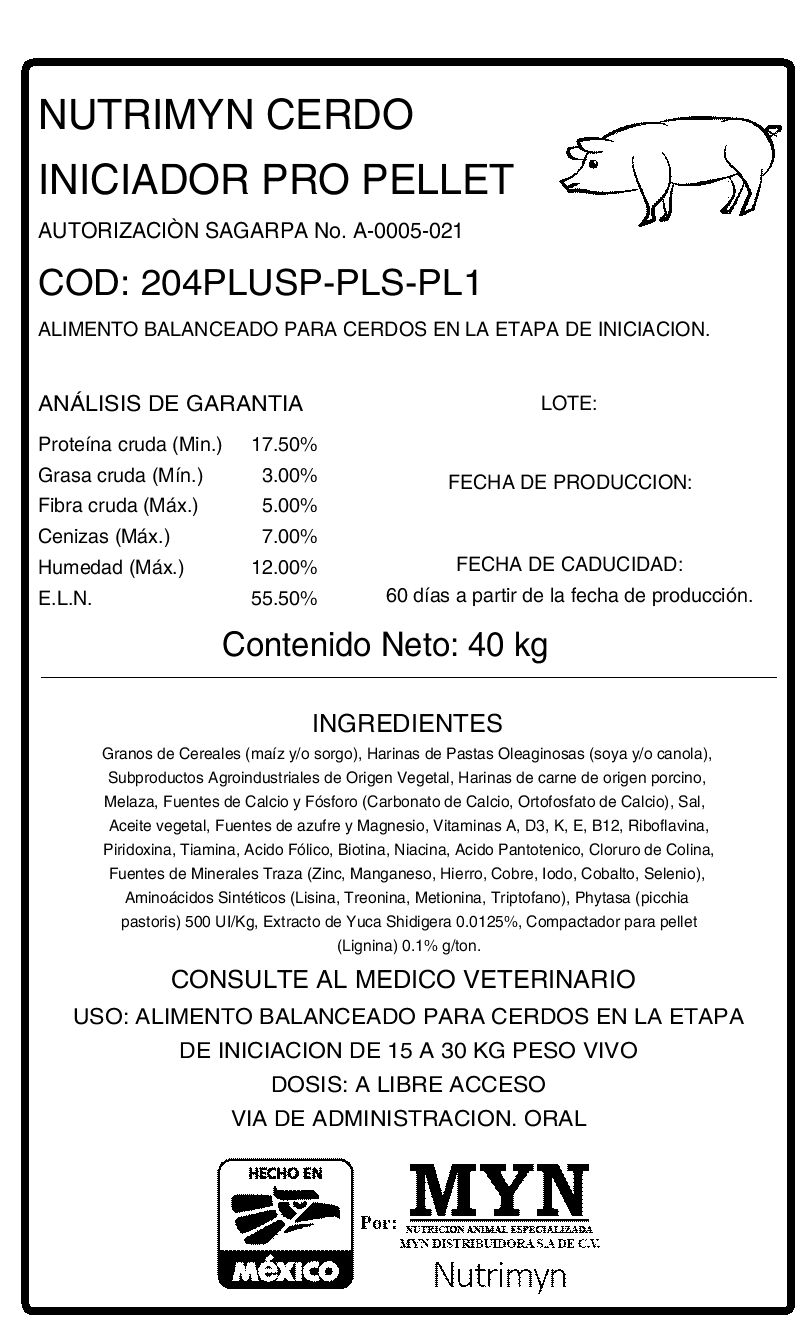 NUTRIMYN CERDO
INICIADOR PRO PELLET
AUTORIZACIÒN SAGARPA No. A-0005-021
COD: 204PLUSP-PLS-PL1
ALIMENTO BALANCEADO PARA CERDOS EN LA ETAPA DE INICIACION.
ANÁLISIS DE GARANTIA
Proteína cruda (Min.) 17.50%
Grasa cruda (Mín.) 3.00%
Fibra cruda (Máx.) 5.00%
Cenizas (Máx.) 7.00%
Humedad (Máx.) 12.00%
E.L.N. 55.50%
LOTE:
FECHA DE PRODUCCION:
FECHA DE CADUCIDAD:
60 días a partir de la fecha de producción.
Contenido Neto: 40 kg
INGREDIENTES
Granos de Cereales (maíz y/o sorgo), Harinas de Pastas Oleaginosas (soya y/o canola),
Subproductos Agroindustriales de Origen Vegetal, Harinas de carne de origen porcino,
Melaza, Fuentes de Calcio y Fósforo (Carbonato de Calcio, Ortofosfato de Calcio), Sal,
Aceite vegetal, Fuentes de azufre y Magnesio, Vitaminas A, D3, K, E, B12, Riboflavina,
Piridoxina, Tiamina, Acido Fólico, Biotina, Niacina, Acido Pantotenico, Cloruro de Colina,
Fuentes de Minerales Traza (Zinc, Manganeso, Hierro, Cobre, Iodo, Cobalto, Selenio),
Aminoácidos Sintéticos (Lisina, Treonina, Metionina, Triptofano), Phytasa (picchia
pastoris) 500 UI/Kg, Extracto de Yuca Shidigera 0.0125%, Compactador para pellet
(Lignina) 0.1% g/ton.
CONSULTE AL MEDICO VETERINARIO
USO: ALIMENTO BALANCEADO PARA CERDOS EN LA ETAPA
DE INICIACION DE 15 A 30 KG PESO VIVO
DOSIS: A LIBRE ACCESO
VIA DE ADMINISTRACION. ORAL
HECHO EN
MéXICO
Por:
MYN
NUTRICION ANIMAL ESPECIALIZADA
MYN DISTRIBUIDORA S.A DE C.V.
Nutrimyn